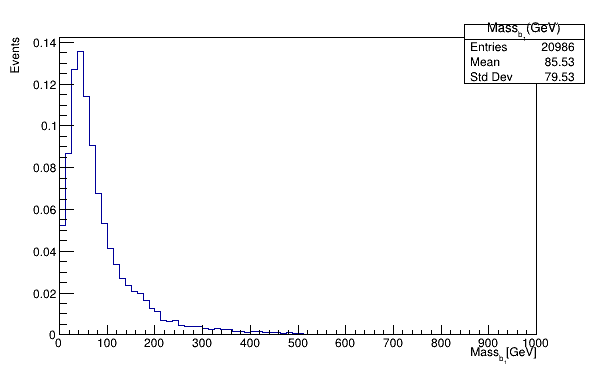 Mass_b_1(GeV)
Entries 20986
Mean 85.53
Std Dev 79.53
Events
0.14
0.12
0.1
0.08
0.06
0.04
0.02
0
0 100 200 300 400 500 600 700 800 900 1000
Mass_b_1[GeV]